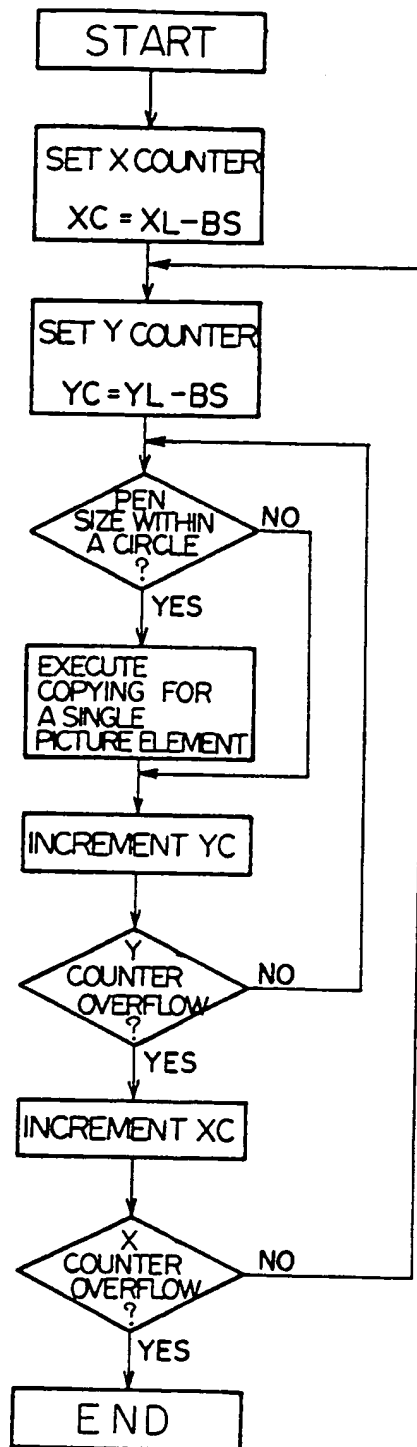 START
SET X COUNTER
XC = XL-BS
SET Y COUNTER
YC = YL-BS
PEN
SIZE WITHIN
A CIRCLE
?
NO
YES
EXECUTE
COPYING FOR
A SINGLE
PICTURE ELEMENT
INCREMENT YC
Y
COUNTER
OVERFLOW
?
NO
YES
INCREMENT XC
X
COUNTER
OVERFLOW
?
NO
YES
END